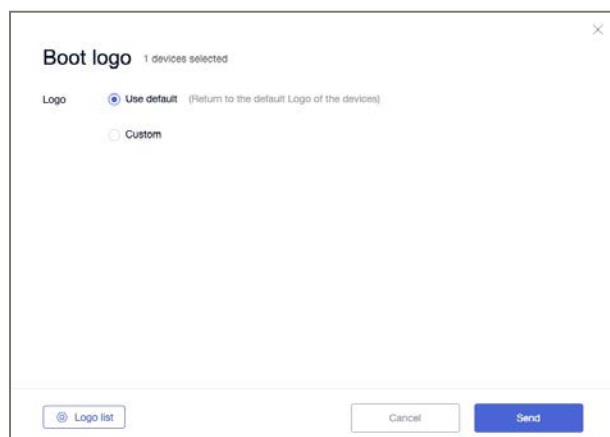 Boot logo 1 devices selected
Logo Use default (Return to the default Logo of the devices)
Custom
Logo list Cancel Send